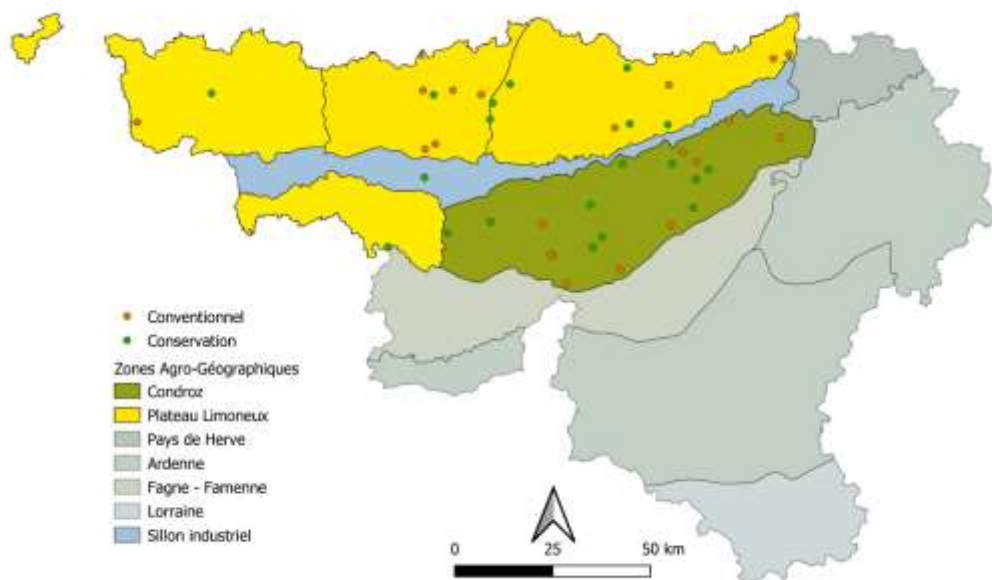 Conventionnel
Conservation
Zones Agro-Géographiques
Condroz
Plateau Limoneux
Pays de Herve
Ardenne
Fagne - Famenne
Lorraine
Sillon industriel
0 25 50 km